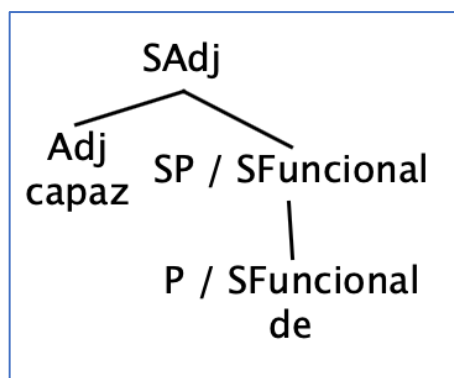 SAdj
Adj
capaz
SP / SFuncional
P / SFuncional
de